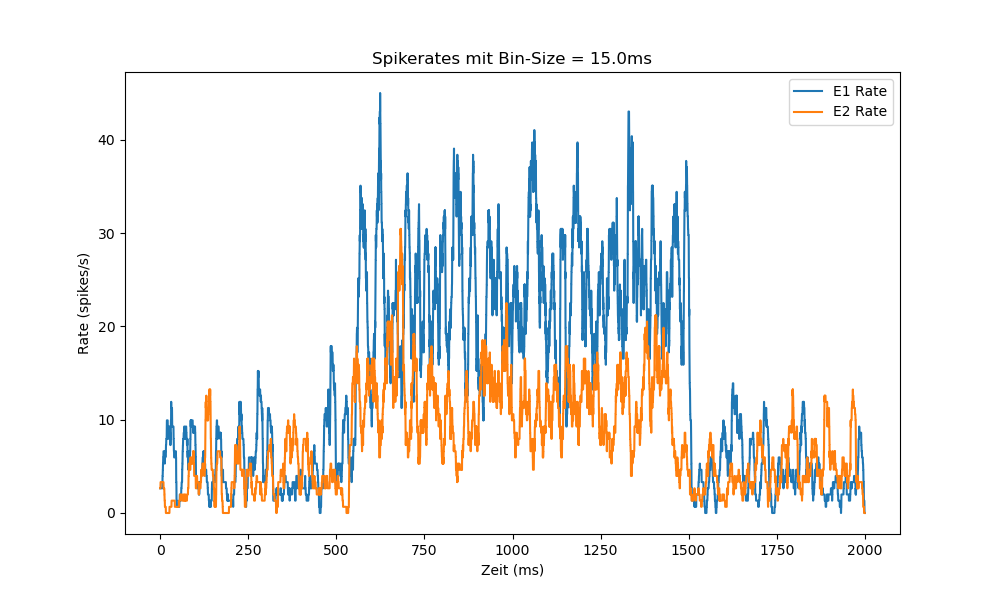 Spikerates mit Bin-Size = 15.0ms
E1 Rate
E2 Rate
40
30
20
10
0
Rate (spikes/s)
0 250 500 750 1000 1250 1500 1750 2000
Zeit (ms)